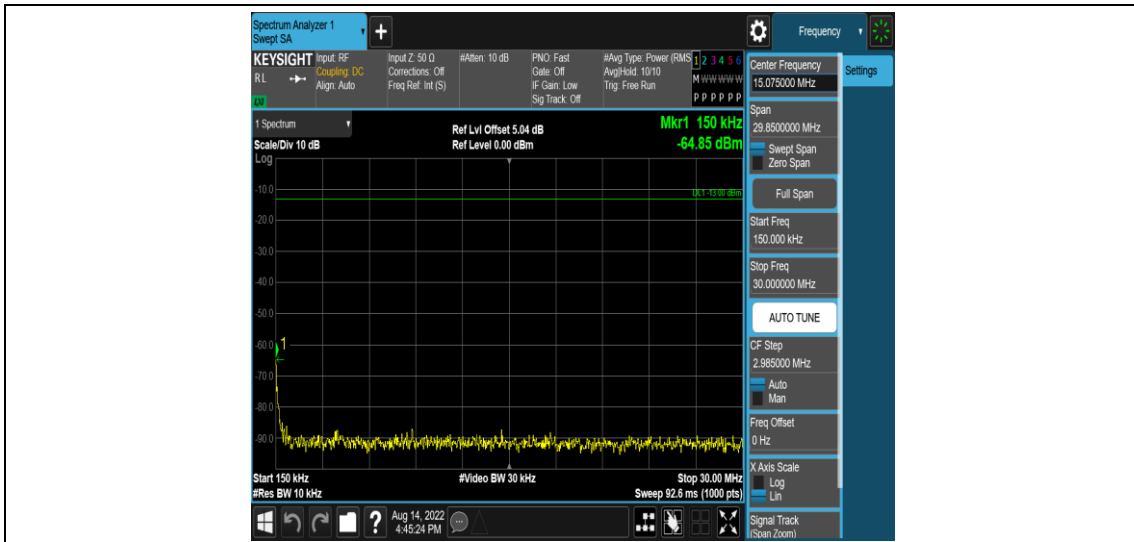 Spectrum Analyzer 1
Swept SA
+
Frequency
KEYSIGHT
RL
LXI
Input: RF
Coupling: DC
Align: Auto
Input Z: 50 Ω
Corrections: Off
Freq Ref: Int (S)
#Atten: 10 dB
PNO: Fast
Gate: Off
IF Gain: Low
Sig Track: Off
#Avg Type: Power (RMS
Avg|Hold: 10/10
Trig: Free Run
1 2 3 4 5 6
M W W W W W
P P P P P P
1 Spectrum
Scale/Div 10 dB
Log
Ref Lvl Offset 5.04 dB
Ref Level 0.00 dBm
Mkr1 150 kHz
-64.85 dBm
DL1 -13.00 dBm
-10.0
-20.0
-30.0
-40.0
-50.0
-60.0
1
-70.0
-80.0
-90.0
Start 150 kHz
#Video BW 30 kHz
Stop 30.00 MHz
#Res BW 10 kHz
Sweep 92.6 ms (1000 pts)
?
Aug 14, 2022
4:45:24 PM
Center Frequency
15.075000 MHz
Settings
Span
29.8500000 MHz
Swept Span
Zero Span
Full Span
Start Freq
150.000 kHz
Stop Freq
30.000000 MHz
AUTO TUNE
CF Step
2.985000 MHz
Auto
Man
Freq Offset
0 Hz
X Axis Scale
Log
Lin
Signal Track
(Span Zoom)